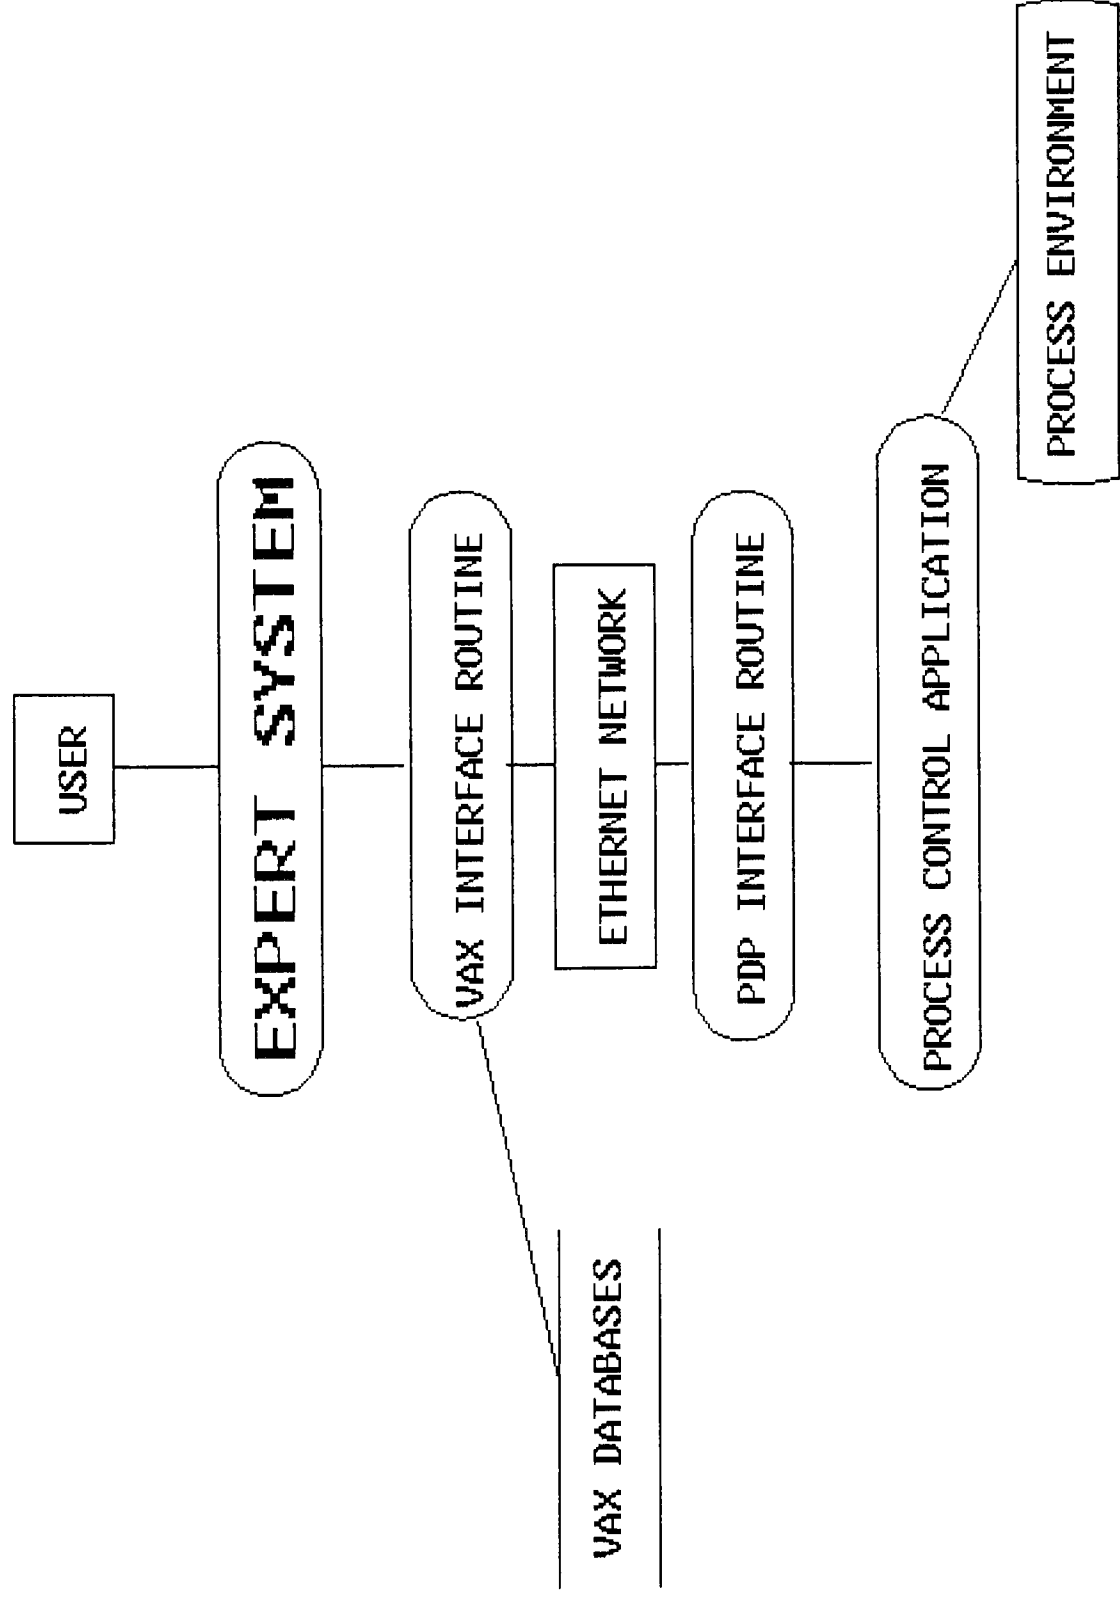 USER
EXPERT SYSTEM
VAX INTERFACE ROUTINE
VAX DATABASES
ETHERNET NETWORK
PDP INTERFACE ROUTINE
PROCESS CONTROL APPLICATION
PROCESS ENVIRONMENT